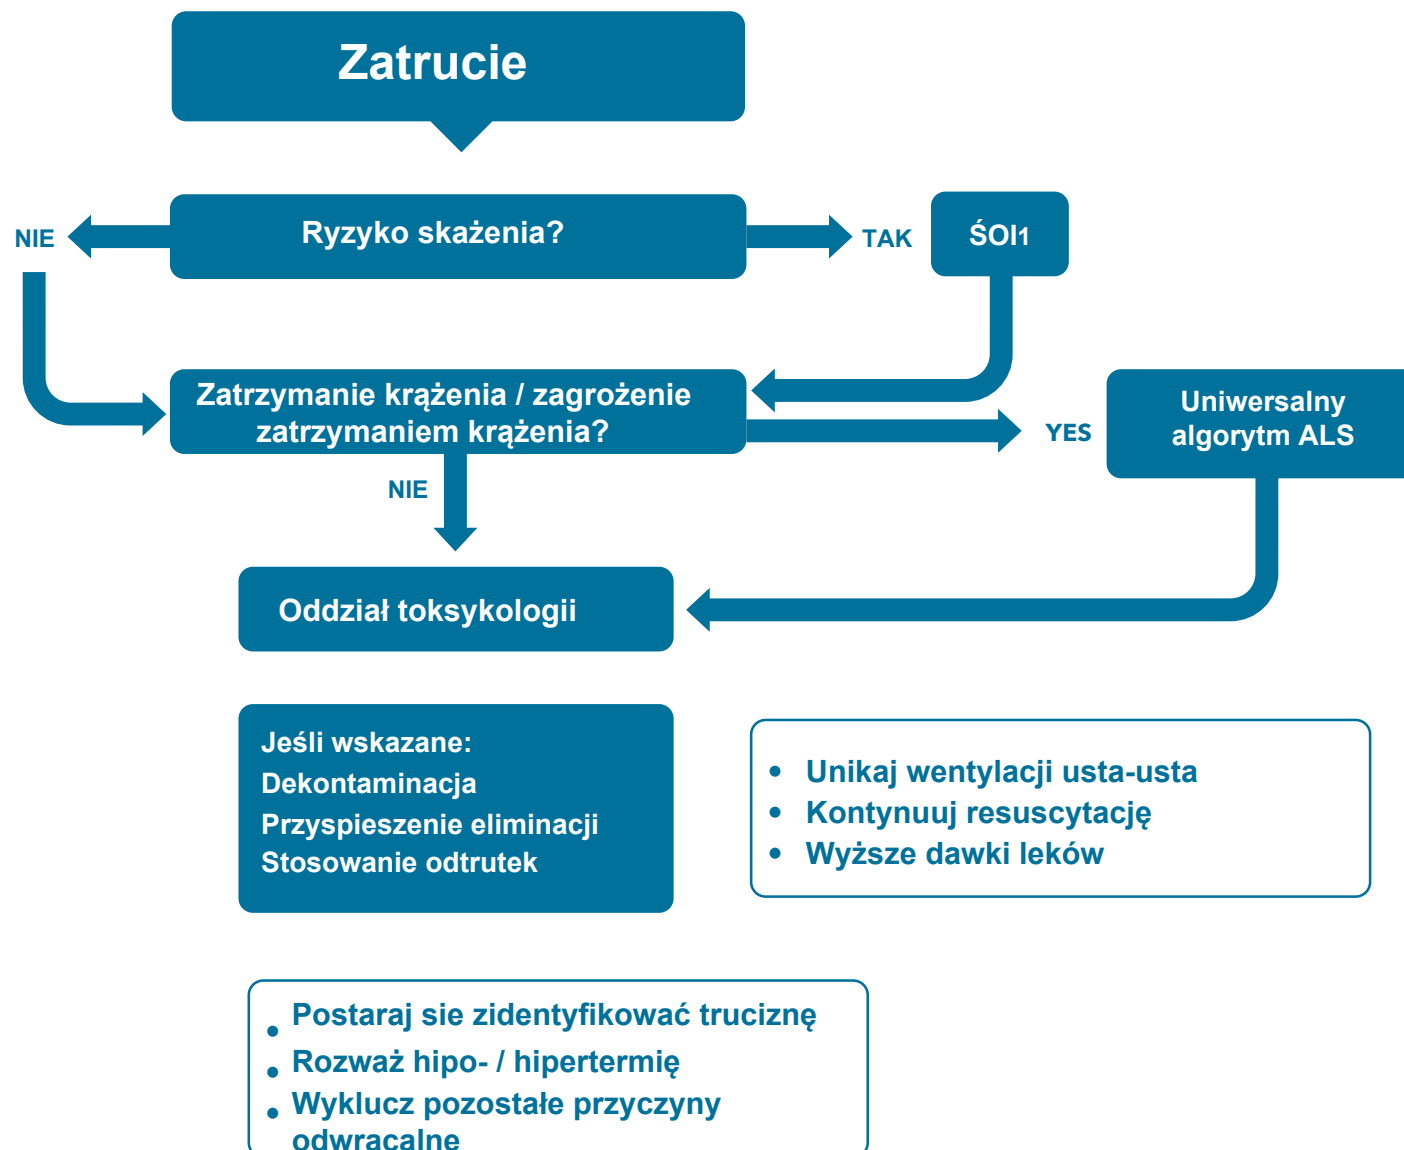 Zatrucie
NIE
Ryzyko skażenia?
TAK
ŚOI1
Zatrzymanie krążenia / zagrożenie
zatrzymaniem krążenia?
YES
Uniwersalny
algorytm ALS
NIE
Oddział toksykologii
Jeśli wskazane:
Dekontaminacja
Przyspieszenie eliminacji
Stosowanie odtrutek
• Unikaj wentylacji usta-usta
• Kontynuuj resuscytację
• Wyższe dawki leków
• Postaraj sie zidentyfikować truciznę
• Rozważ hipo- / hipertermię
• Wyklucz pozostałe przyczyny
odwracalne